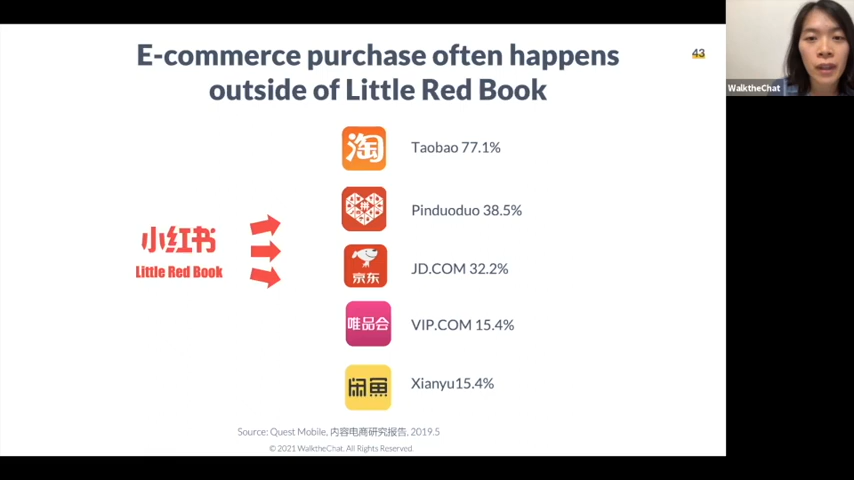 E-commerce purchase often happens
outside of Little Red Book
43
WalktheChat
淘
Taobao 77.1%
拼
Pinduoduo 38.5%
小红书
Little Red Book
京东
JD.COM 32.2%
唯品会
VIP.COM 15.4%
闲鱼
Xianyu15.4%
Source: Quest Mobile, 内容电商研究报告, 2019.5
© 2021 WalktheChat. All Rights Reserved.